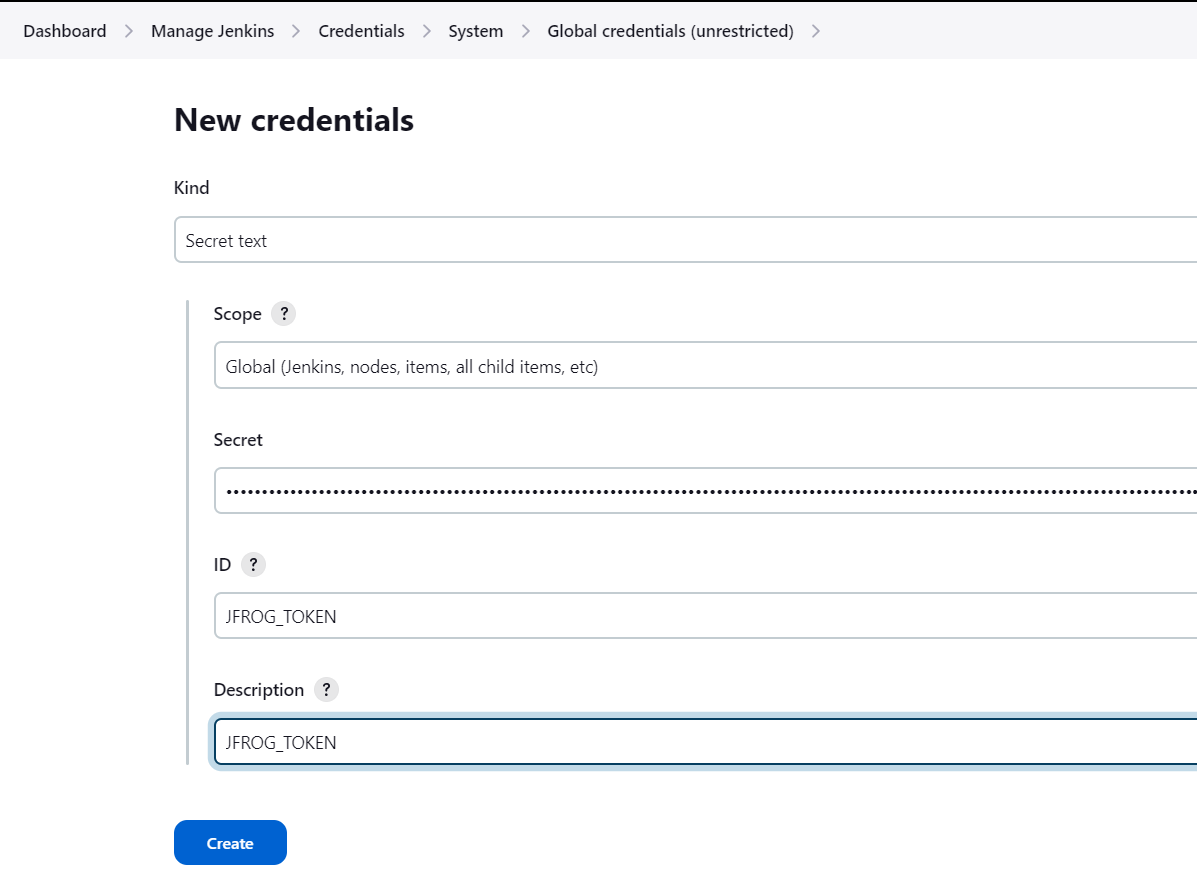 Dashboard > Manage Jenkins > Credentials > System > Global credentials (unrestricted) >
New credentials
Kind
Secret text
Scope ?
Global (Jenkins, nodes, items, all child items, etc)
Secret
ID ?
JFROG_TOKEN
Description ?
JFROG_TOKEN
Create